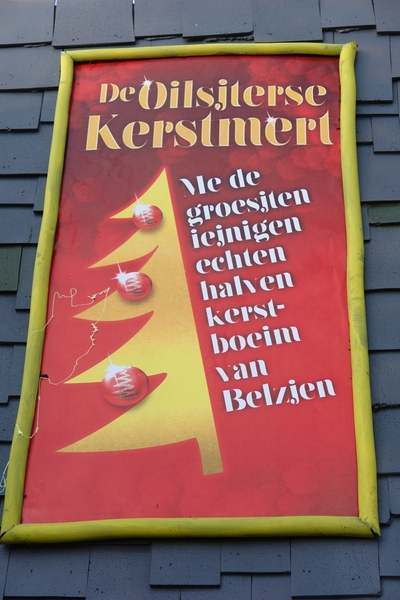 De Oilsjterse
Kerstmert
Me de
groesjten
iejnigen
echten
halven
kerst-
boeim
van
Belzjen